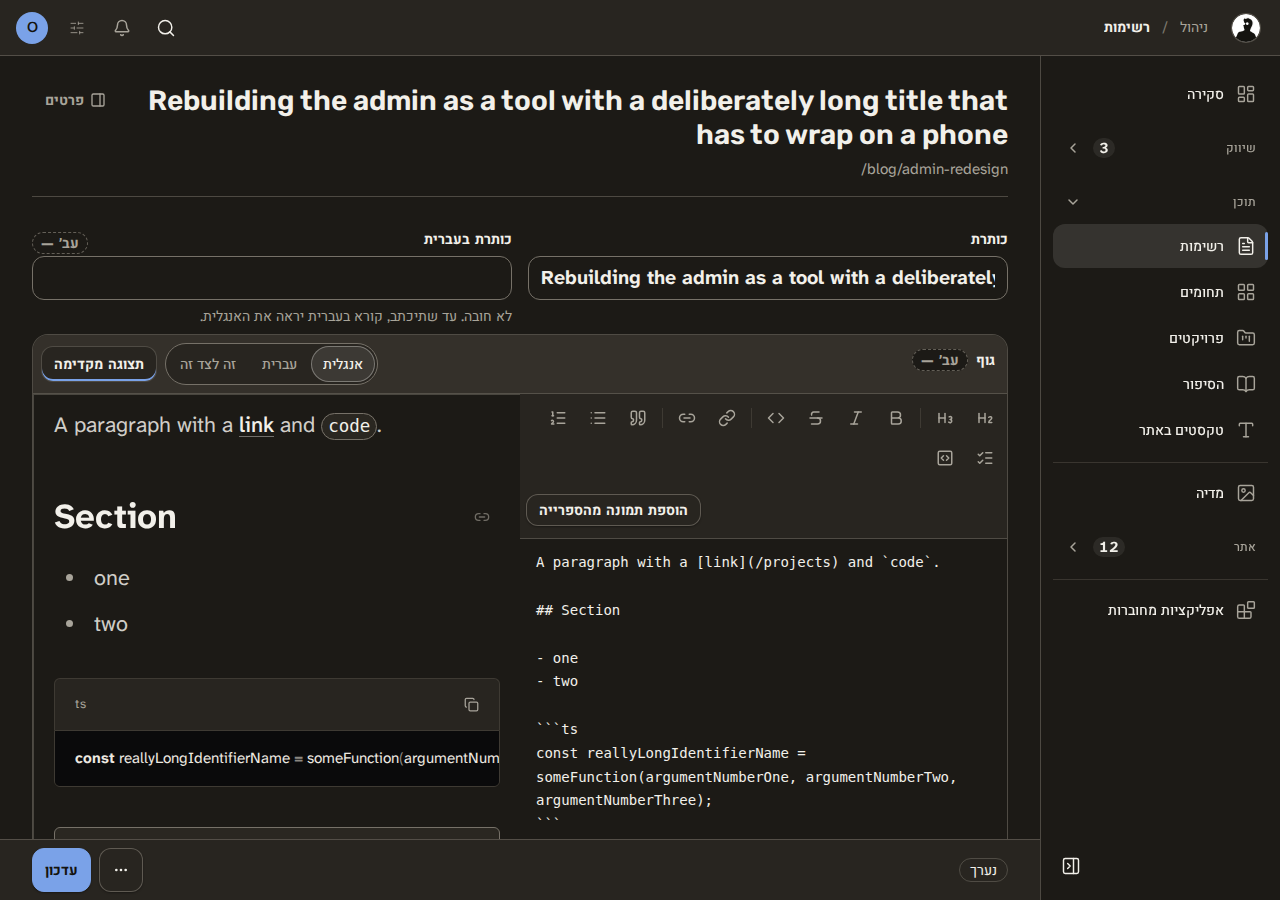 ניהול / רשימות
O
סקירה
שיווק 3
תוכן
רשימות
תחומים
פרויקטים
הסיפור
טקסטים באתר
מדיה
אתר 12
אפליקציות מחוברות
Rebuilding the admin as a tool with a deliberately long title that
has to wrap on a phone
/blog/admin-redesign
פרטים
כותרת
Rebuilding the admin as a tool with a deliberately
כותרת בעברית
עב׳ —
לא חובה. עד שתיכתב, קורא בעברית יראה את האנגלית.
גוף עב׳ —
אנגלית עברית זה לצד זה
תצוגה מקדימה
H2 H3 B I S
הוספת תמונה מהספרייה
A paragraph with a [link](/projects) and `code`.
## Section
- one
- two
```ts
const reallyLongIdentifierName =
someFunction(argumentNumberOne, argumentNumberTwo,
argumentNumberThree);
```
A paragraph with a link and code.
Section
one
two
ts
const reallyLongIdentifierName = someFunction(argumentNum
נערך
עדכון